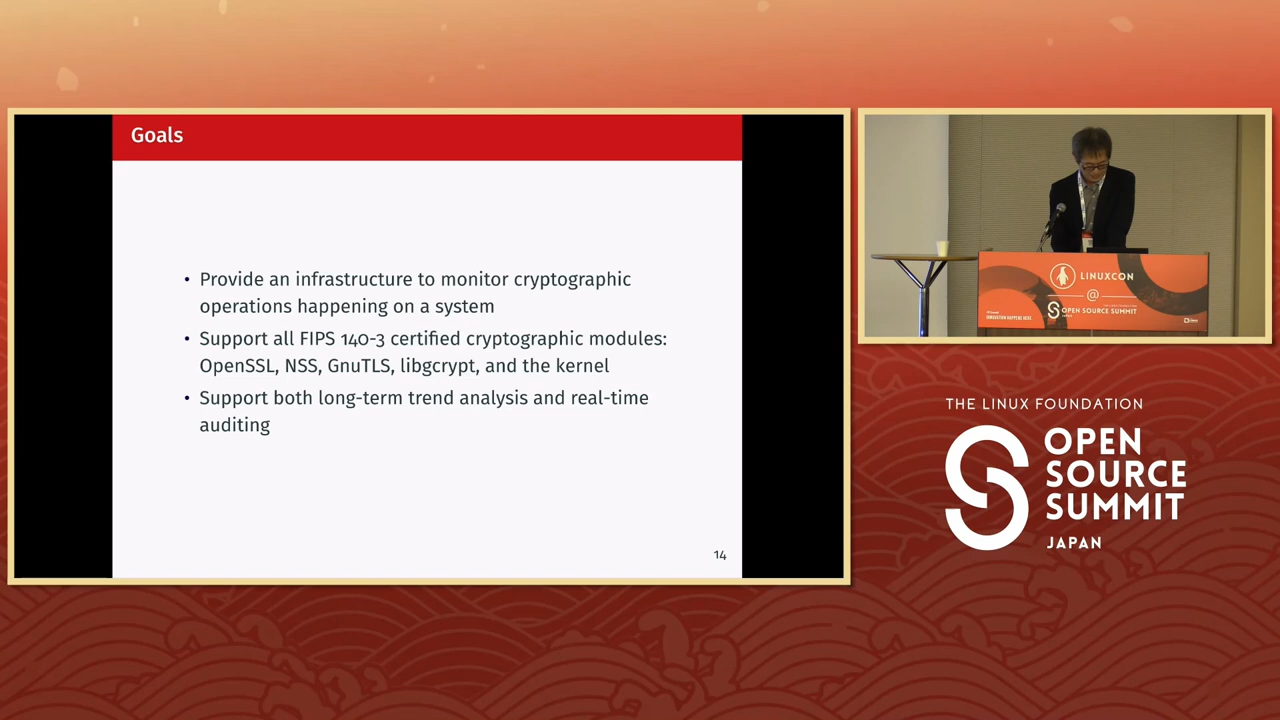 Goals
• Provide an infrastructure to monitor cryptographic
operations happening on a system
• Support all FIPS 140-3 certified cryptographic modules:
OpenSSL, NSS, GnuTLS, libgcrypt, and the kernel
• Support both long-term trend analysis and real-time
auditing
14
LINUXCON
@
OPEN SOURCE SUMMIT
THE LINUX FOUNDATION
OPEN
SOURCE
SUMMIT
JAPAN